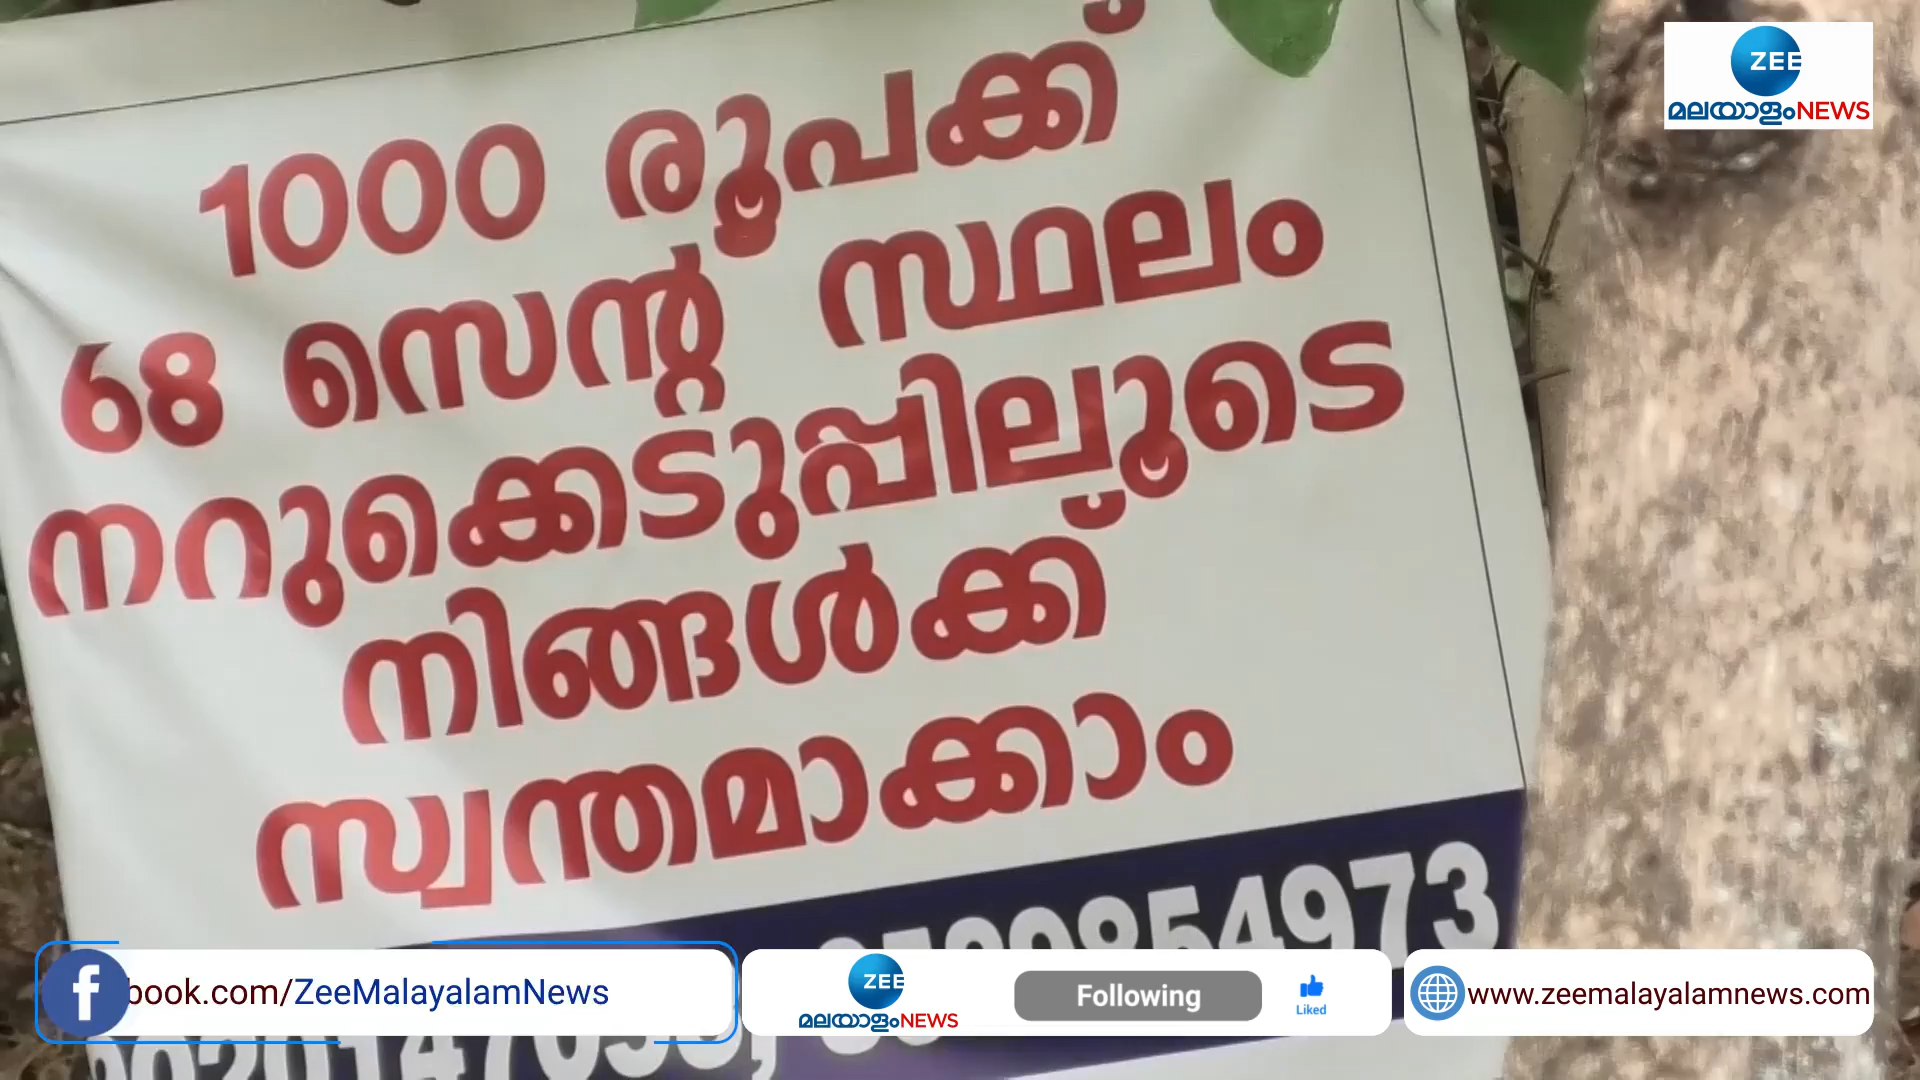 ZEE
മലയാളംNEWS
1000 രൂപക്ക്
68 സെന്റ് സ്ഥലം
നറുക്കെടുപ്പിലൂടെ
നിങ്ങൾക്ക്
സ്വന്തമാക്കാം
854973
f book.com/ZeeMalayalamNews
ZEE
മലയാളംNEWS
Following
Liked
www.zeemalayalamnews.com